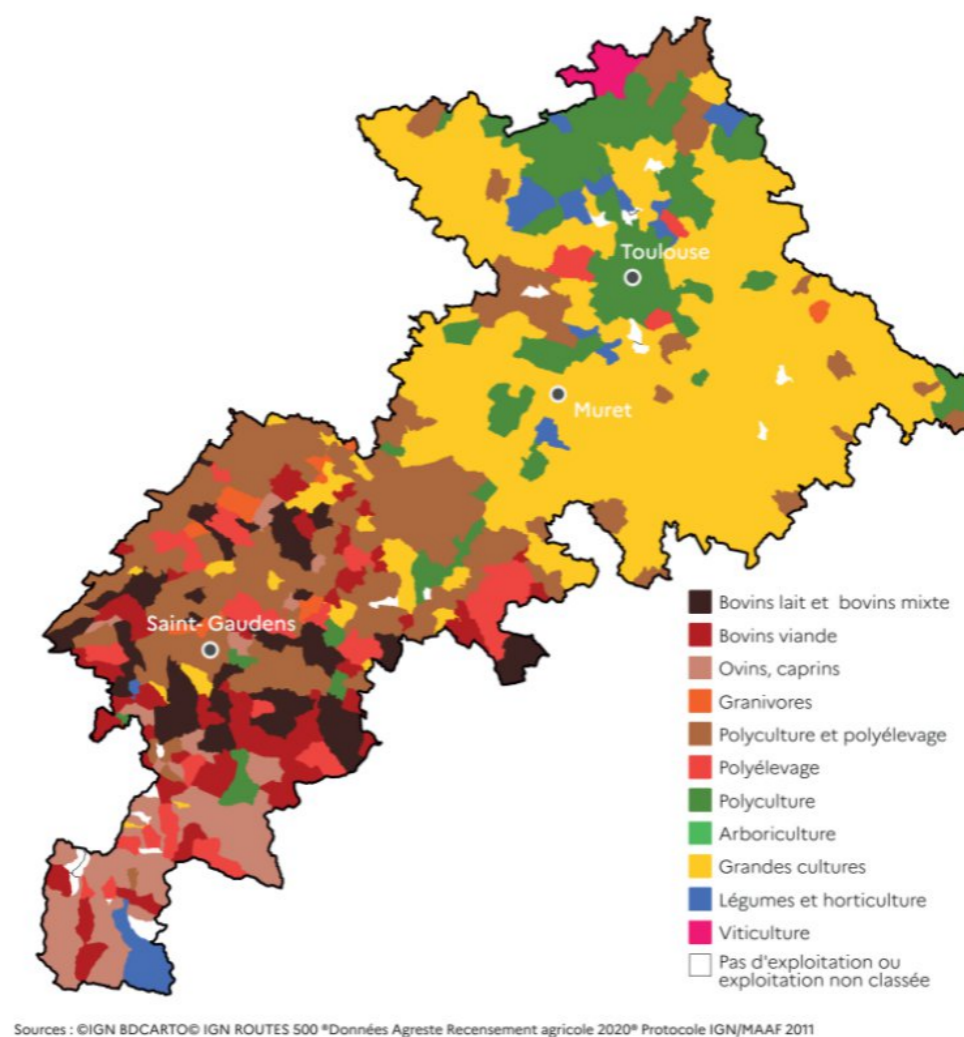 Toulouse
Muret
Saint- Gaudens
Bovins lait et bovins mixte
Bovins viande
Ovins, caprins
Granivores
Polyculture et polyélevage
Polyélevage
Polyculture
Arboriculture
Grandes cultures
Légumes et horticulture
Viticulture
Pas d'exploitation ou
exploitation non classée
Sources : ©IGN BDCARTO© IGN ROUTES 500 ®Données Agreste Recensement agricole 2020® Protocole IGN/MAAF 2011